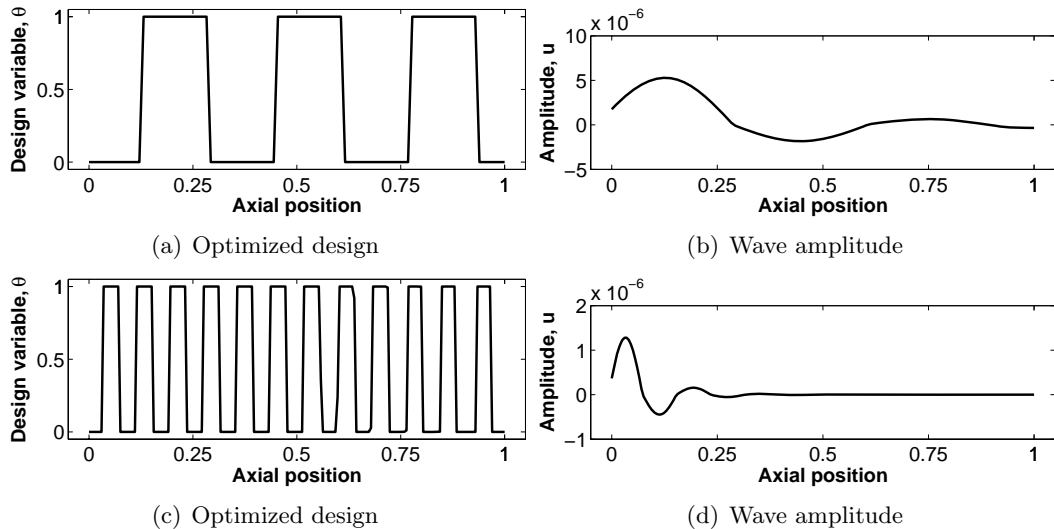 Design variable, θ
1
0.5
0
0
0.25
0.5
0.75
1
Axial position
(a) Optimized design
x 10⁻⁶
Amplitude, u
10
5
0
−5
0
0.25
0.5
0.75
1
Axial position
(b) Wave amplitude
Design variable, θ
1
0.5
0
0
0.25
0.5
0.75
1
Axial position
(c) Optimized design
x 10⁻⁶
Amplitude, u
2
1
0
−1
0
0.25
0.5
0.75
1
Axial position
(d) Wave amplitude